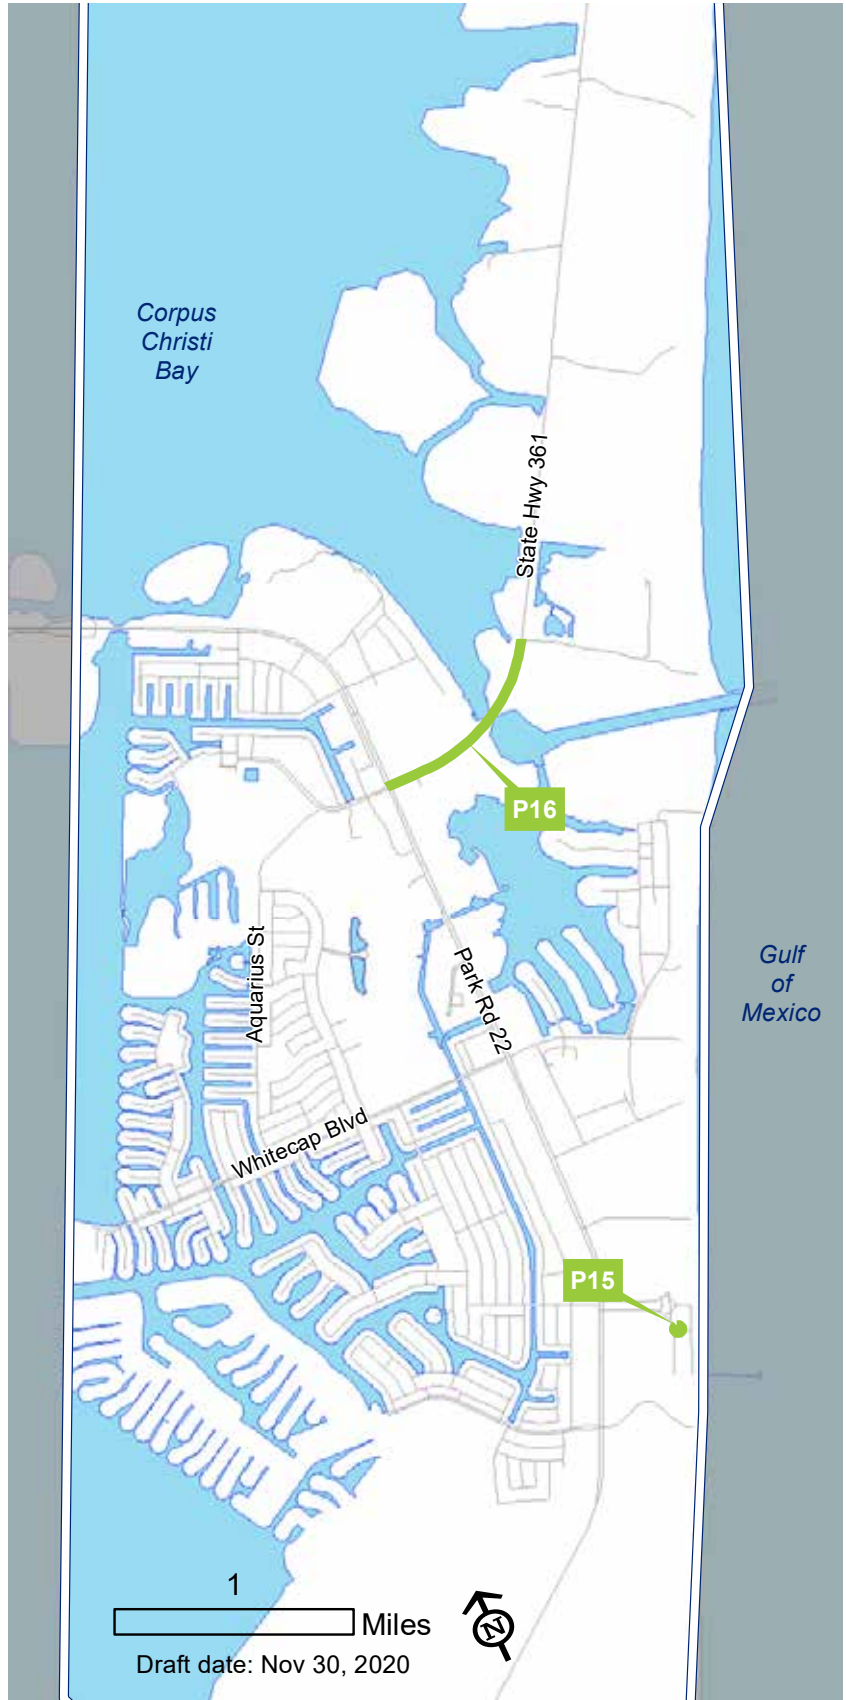 Corpus
Christi
Bay
State Hwy 361
P16
Aquarius St
Park Rd 22
Gulf
of
Mexico
Whitecap Blvd
P15
1
Miles
N
Draft date: Nov 30, 2020